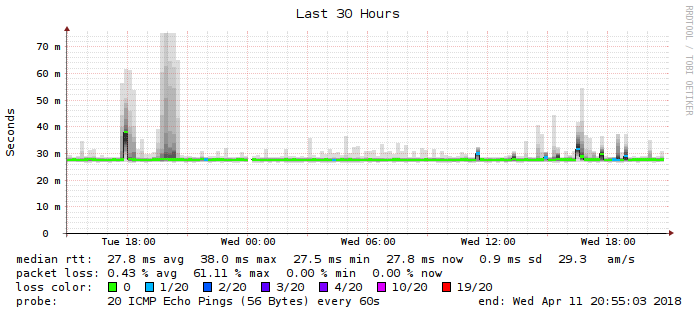 Last 30 Hours
RRDTOOL / TOBI OETIKER
Seconds
70 m
60 m
50 m
40 m
30 m
20 m
10 m
0
Tue 18:00 Wed 00:00 Wed 06:00 Wed 12:00 Wed 18:00
median rtt: 27.8 ms avg 38.0 ms max 27.5 ms min 27.8 ms now 0.9 ms sd 29.3 am/s
packet loss: 0.43 % avg 61.11 % max 0.00 % min 0.00 % now
loss color: 0 1/20 2/20 3/20 4/20 10/20 19/20
probe: 20 ICMP Echo Pings (56 Bytes) every 60s end: Wed Apr 11 20:55:03 2018